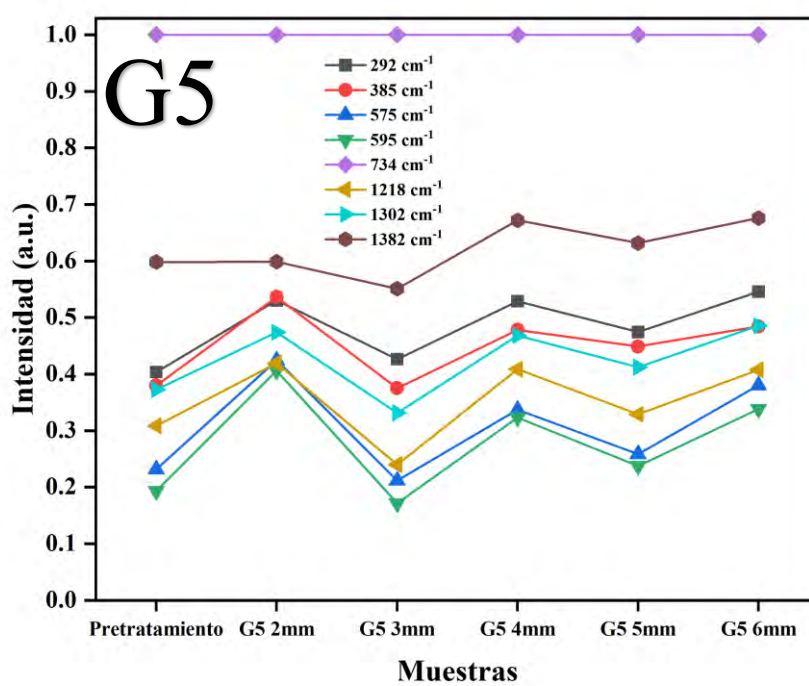 G5
292 cm⁻¹
385 cm⁻¹
575 cm⁻¹
595 cm⁻¹
734 cm⁻¹
1218 cm⁻¹
1302 cm⁻¹
1382 cm⁻¹
Intensidad (a.u.)
1.0
0.9
0.8
0.7
0.6
0.5
0.4
0.3
0.2
0.1
0.0
Pretratamiento G5 2mm G5 3mm G5 4mm G5 5mm G5 6mm
Muestras